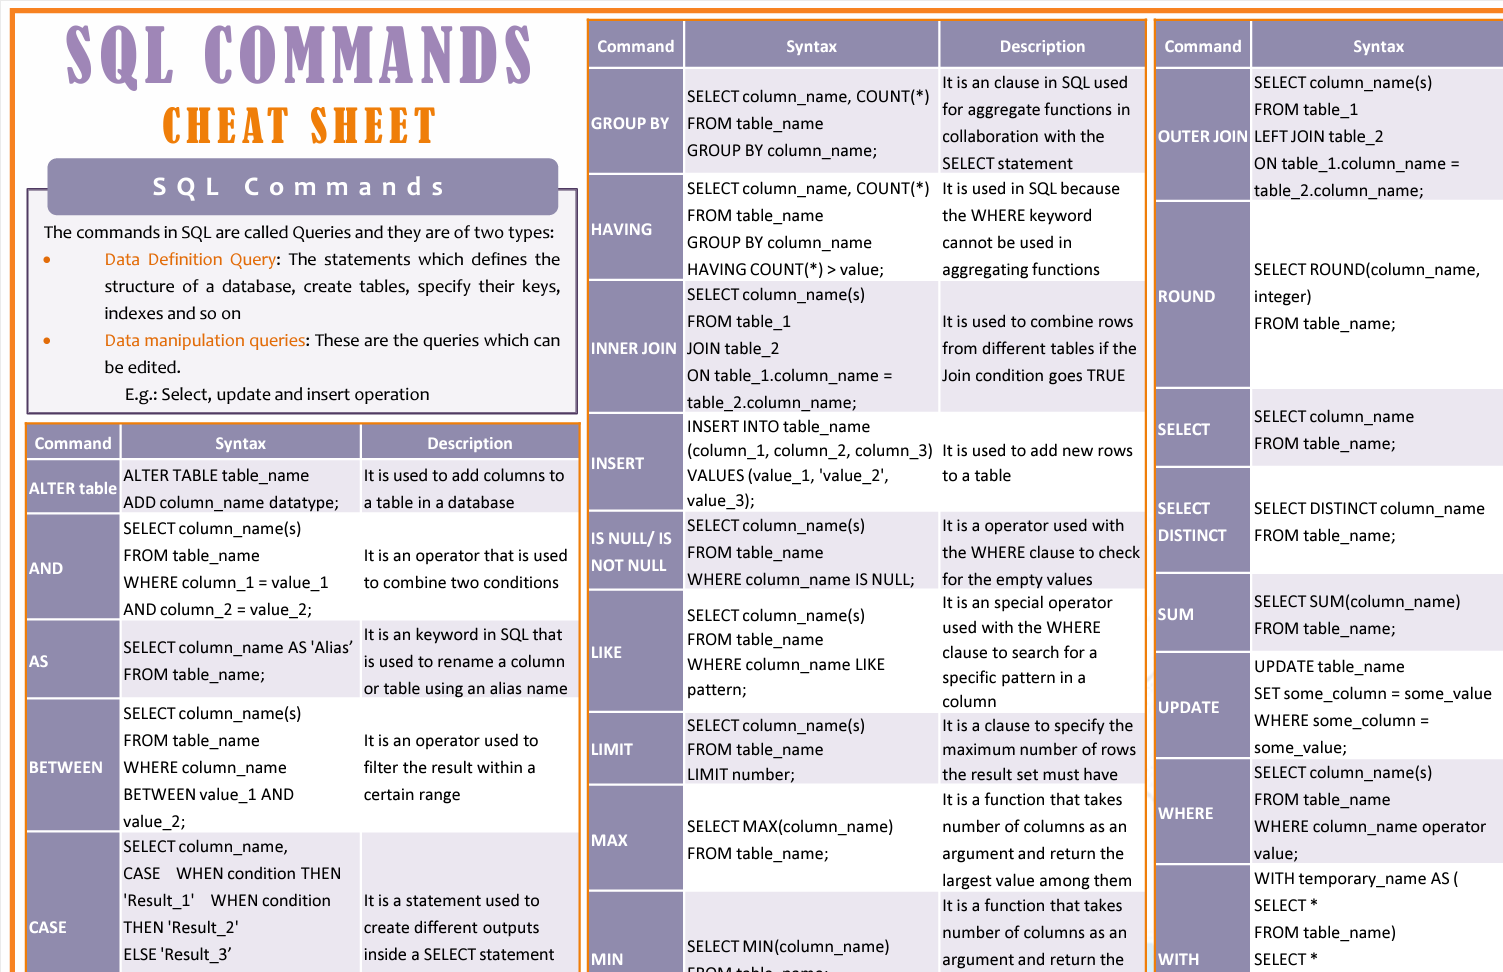 SQL COMMANDS
CHEAT SHEET
SQL Commands
The commands in SQL are called Queries and they are of two types:
• Data Definition Query: The statements which defines the
structure of a database, create tables, specify their keys,
indexes and so on
• Data manipulation queries: These are the queries which can
be edited.
E.g.: Select, update and insert operation
Command Syntax Description
ALTER table
ALTER TABLE table_name
ADD column_name datatype;
It is used to add columns to
a table in a database
AND
SELECT column_name(s)
FROM table_name
WHERE column_1 = value_1
AND column_2 = value_2;
It is an operator that is used
to combine two conditions
AS
SELECT column_name AS 'Alias’
FROM table_name;
It is an keyword in SQL that
is used to rename a column
or table using an alias name
BETWEEN
SELECT column_name(s)
FROM table_name
WHERE column_name
BETWEEN value_1 AND
value_2;
It is an operator used to
filter the result within a
certain range
CASE
SELECT column_name,
CASE WHEN condition THEN
'Result_1' WHEN condition
THEN 'Result_2'
ELSE 'Result_3’
It is a statement used to
create different outputs
inside a SELECT statement
Command Syntax Description
GROUP BY
SELECT column_name, COUNT(*)
FROM table_name
GROUP BY column_name;
It is an clause in SQL used
for aggregate functions in
collaboration with the
SELECT statement
HAVING
SELECT column_name, COUNT(*)
FROM table_name
GROUP BY column_name
HAVING COUNT(*) > value;
It is used in SQL because
the WHERE keyword
cannot be used in
aggregating functions
INNER JOIN
SELECT column_name(s)
FROM table_1
JOIN table_2
ON table_1.column_name =
table_2.column_name;
It is used to combine rows
from different tables if the
Join condition goes TRUE
INSERT
INSERT INTO table_name
(column_1, column_2, column_3)
VALUES (value_1, 'value_2',
value_3);
It is used to add new rows
to a table
IS NULL/ IS
NOT NULL
SELECT column_name(s)
FROM table_name
WHERE column_name IS NULL;
It is a operator used with
the WHERE clause to check
for the empty values
LIKE
SELECT column_name(s)
FROM table_name
WHERE column_name LIKE
pattern;
It is an special operator
used with the WHERE
clause to search for a
specific pattern in a
column
LIMIT
SELECT column_name(s)
FROM table_name
LIMIT number;
It is a clause to specify the
maximum number of rows
the result set must have
MAX
SELECT MAX(column_name)
FROM table_name;
It is a function that takes
number of columns as an
argument and return the
largest value among them
MIN
SELECT MIN(column_name)
FROM table_name;
It is a function that takes
number of columns as an
argument and return the
Command Syntax
OUTER JOIN
SELECT column_name(s)
FROM table_1
LEFT JOIN table_2
ON table_1.column_name =
table_2.column_name;
ROUND
SELECT ROUND(column_name,
integer)
FROM table_name;
SELECT
SELECT column_name
FROM table_name;
SELECT
DISTINCT
SELECT DISTINCT column_name
FROM table_name;
SUM
SELECT SUM(column_name)
FROM table_name;
UPDATE
UPDATE table_name
SET some_column = some_value
WHERE some_column =
some_value;
WHERE
SELECT column_name(s)
FROM table_name
WHERE column_name operator
value;
WITH
WITH temporary_name AS (
SELECT *
FROM table_name)
SELECT *